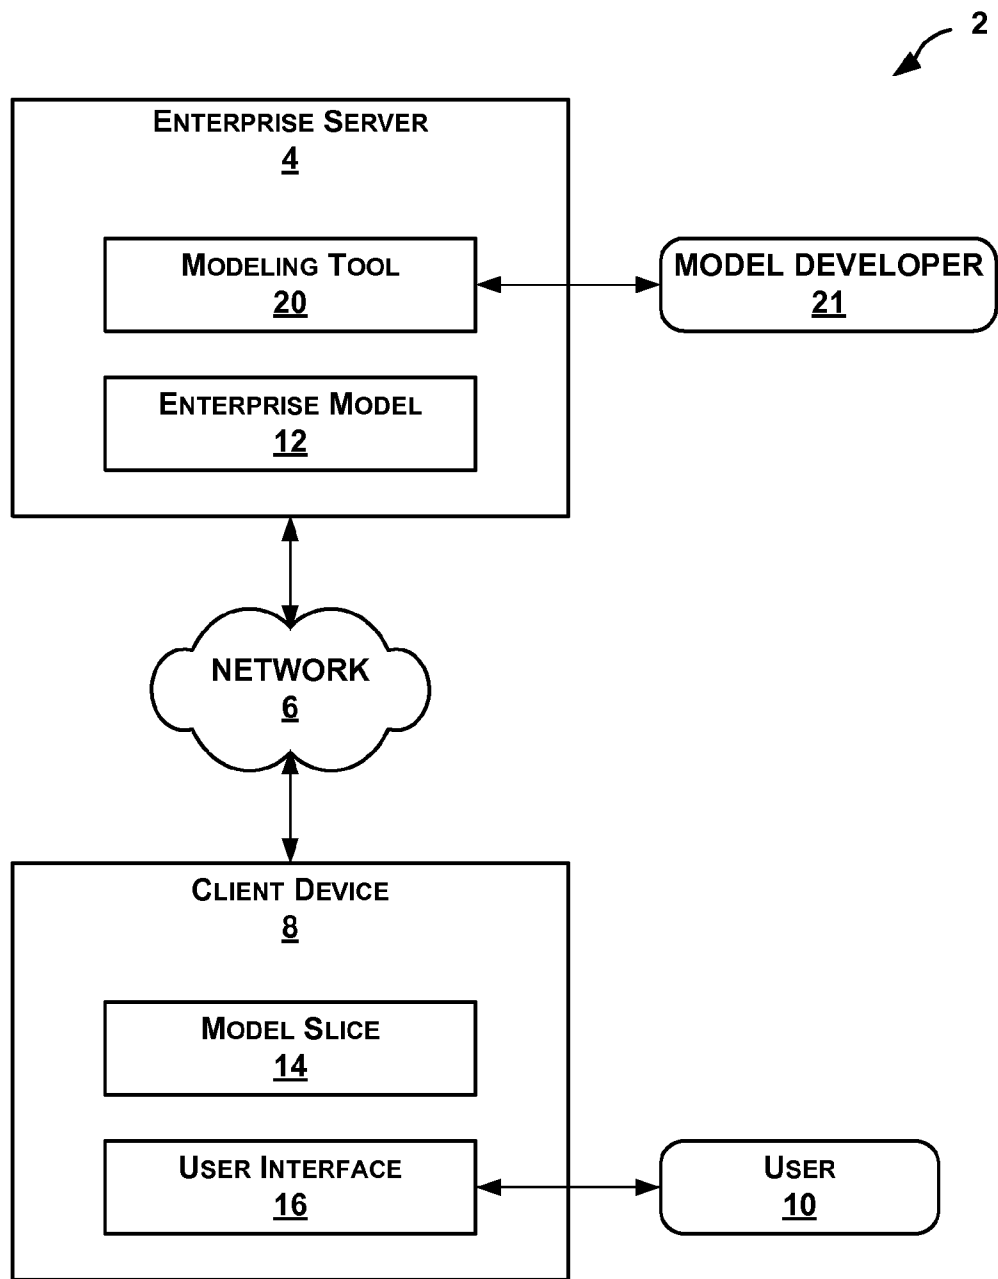 2
ENTERPRISE SERVER
4
MODELING TOOL
20
MODEL DEVELOPER
21
ENTERPRISE MODEL
12
NETWORK
6
CLIENT DEVICE
8
MODEL SLICE
14
USER INTERFACE
16
USER
10